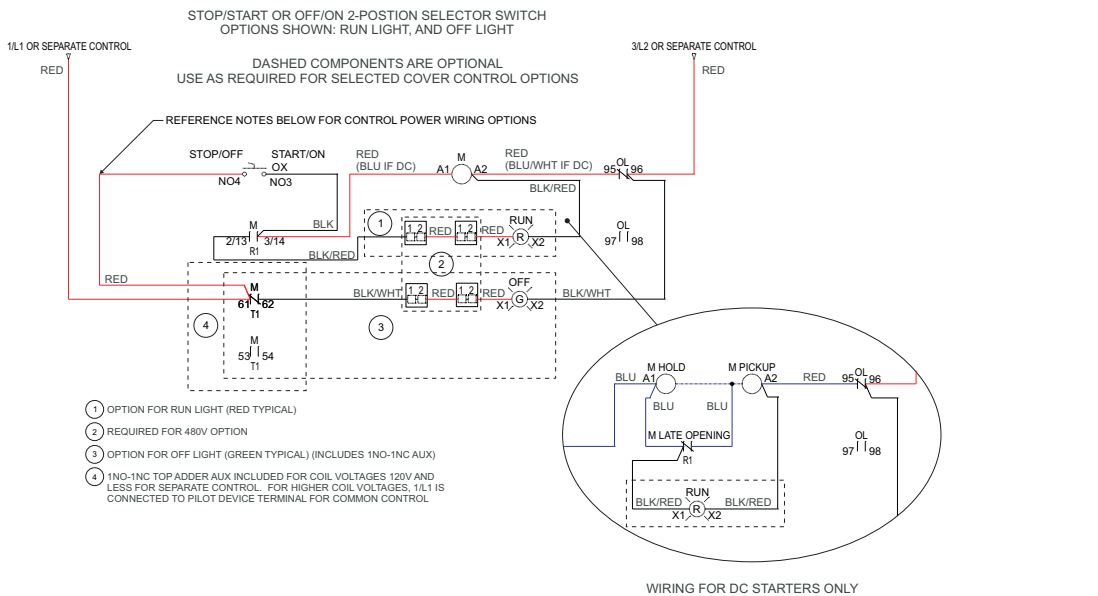 STOP/START OR OFF/ON 2-POSTION SELECTOR SWITCH
OPTIONS SHOWN: RUN LIGHT, AND OFF LIGHT
1/L1 OR SEPARATE CONTROL
3/L2 OR SEPARATE CONTROL
RED
RED
DASHED COMPONENTS ARE OPTIONAL
USE AS REQUIRED FOR SELECTED COVER CONTROL OPTIONS
REFERENCE NOTES BELOW FOR CONTROL POWER WIRING OPTIONS
STOP/OFF
START/ON
OX
NO4
NO3
RED
(BLU IF DC)
M
A1
A2
RED
(BLU/WHT IF DC)
OL
95
96
BLK/RED
M
2/13
3/14
R1
BLK
BLK/RED
1
1 2
RED
1 2
RED
RUN
R
X1
X2
OL
97
98
2
RED
M
61
62
T1
BLK/WHT
1 2
RED
1 2
RED
OFF
G
X1
X2
BLK/WHT
4
3
M
53
54
T1
1 OPTION FOR RUN LIGHT (RED TYPICAL)
2 REQUIRED FOR 480V OPTION
3 OPTION FOR OFF LIGHT (GREEN TYPICAL) (INCLUDES 1NO-1NC AUX)
4 1NO-1NC TOP ADDER AUX INCLUDED FOR COIL VOLTAGES 120V AND
LESS FOR SEPARATE CONTROL. FOR HIGHER COIL VOLTAGES, 1/L1 IS
CONNECTED TO PILOT DEVICE TERMINAL FOR COMMON CONTROL
M HOLD
M PICKUP
BLU
A1
A2
RED
OL
95
96
BLU
BLU
M LATE OPENING
R1
OL
97
98
RUN
BLK/RED
R
BLK/RED
X1
X2
WIRING FOR DC STARTERS ONLY